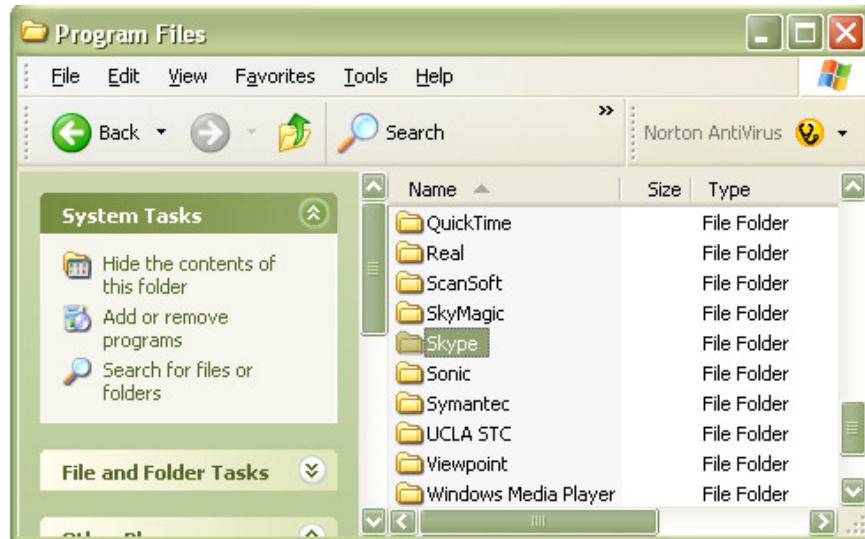 Program Files
File Edit View Favorites Tools Help
Back Search » Norton AntiVirus
System Tasks
Hide the contents of
this folder
Add or remove
programs
Search for files or
folders
File and Folder Tasks
Name Size Type
QuickTime File Folder
Real File Folder
ScanSoft File Folder
SkyMagic File Folder
Skype File Folder
Sonic File Folder
Symantec File Folder
UCLA STC File Folder
Viewpoint File Folder
Windows Media Player File Folder